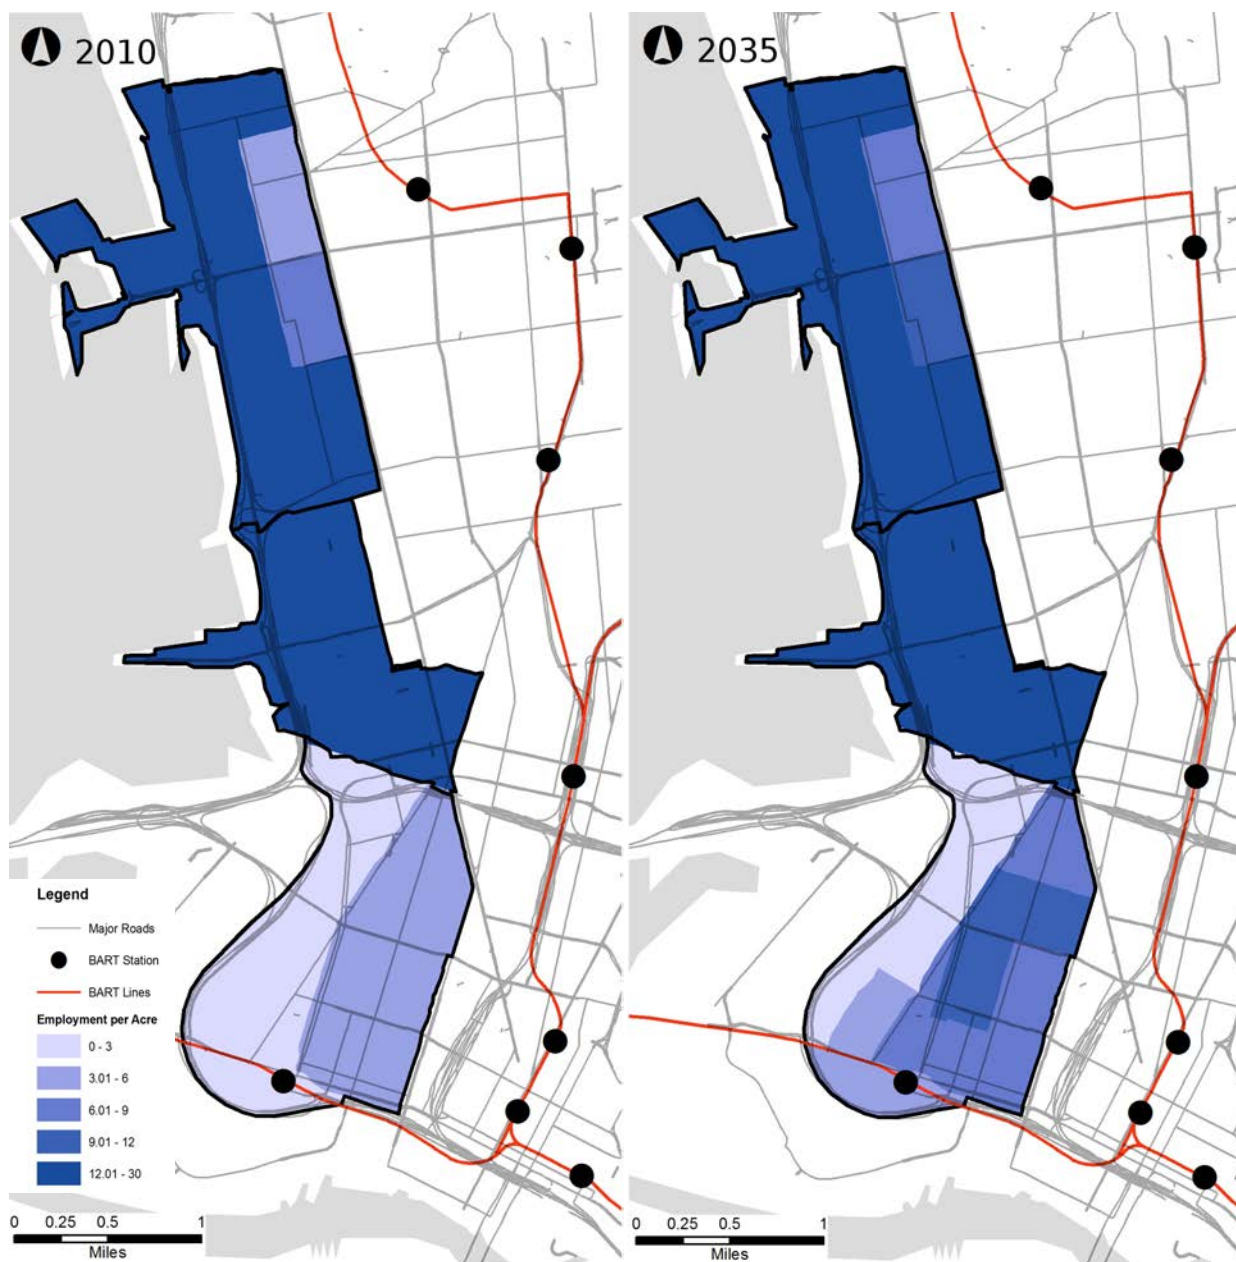 2010
2035
Legend
Major Roads
BART Station
BART Lines
Employment per Acre
0 - 3
3.01 - 6
6.01 - 9
9.01 - 12
12.01 - 30
0 0.25 0.5 1
Miles
0 0.25 0.5 1
Miles